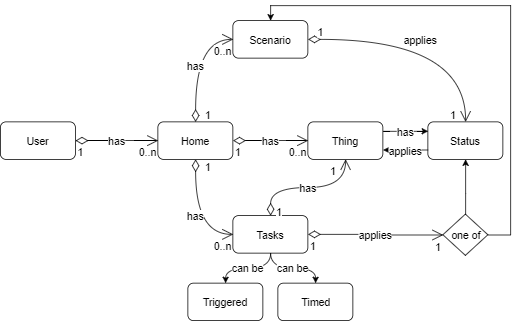 1
Scenario
applies
0..n
has
1
1
User
has
Home
has
Thing
has
Status
applies
1
0..n
1
0..n
1
1
has
1
has
1
Tasks
applies
one of
0..n
1
1
can be
can be
Triggered
Timed